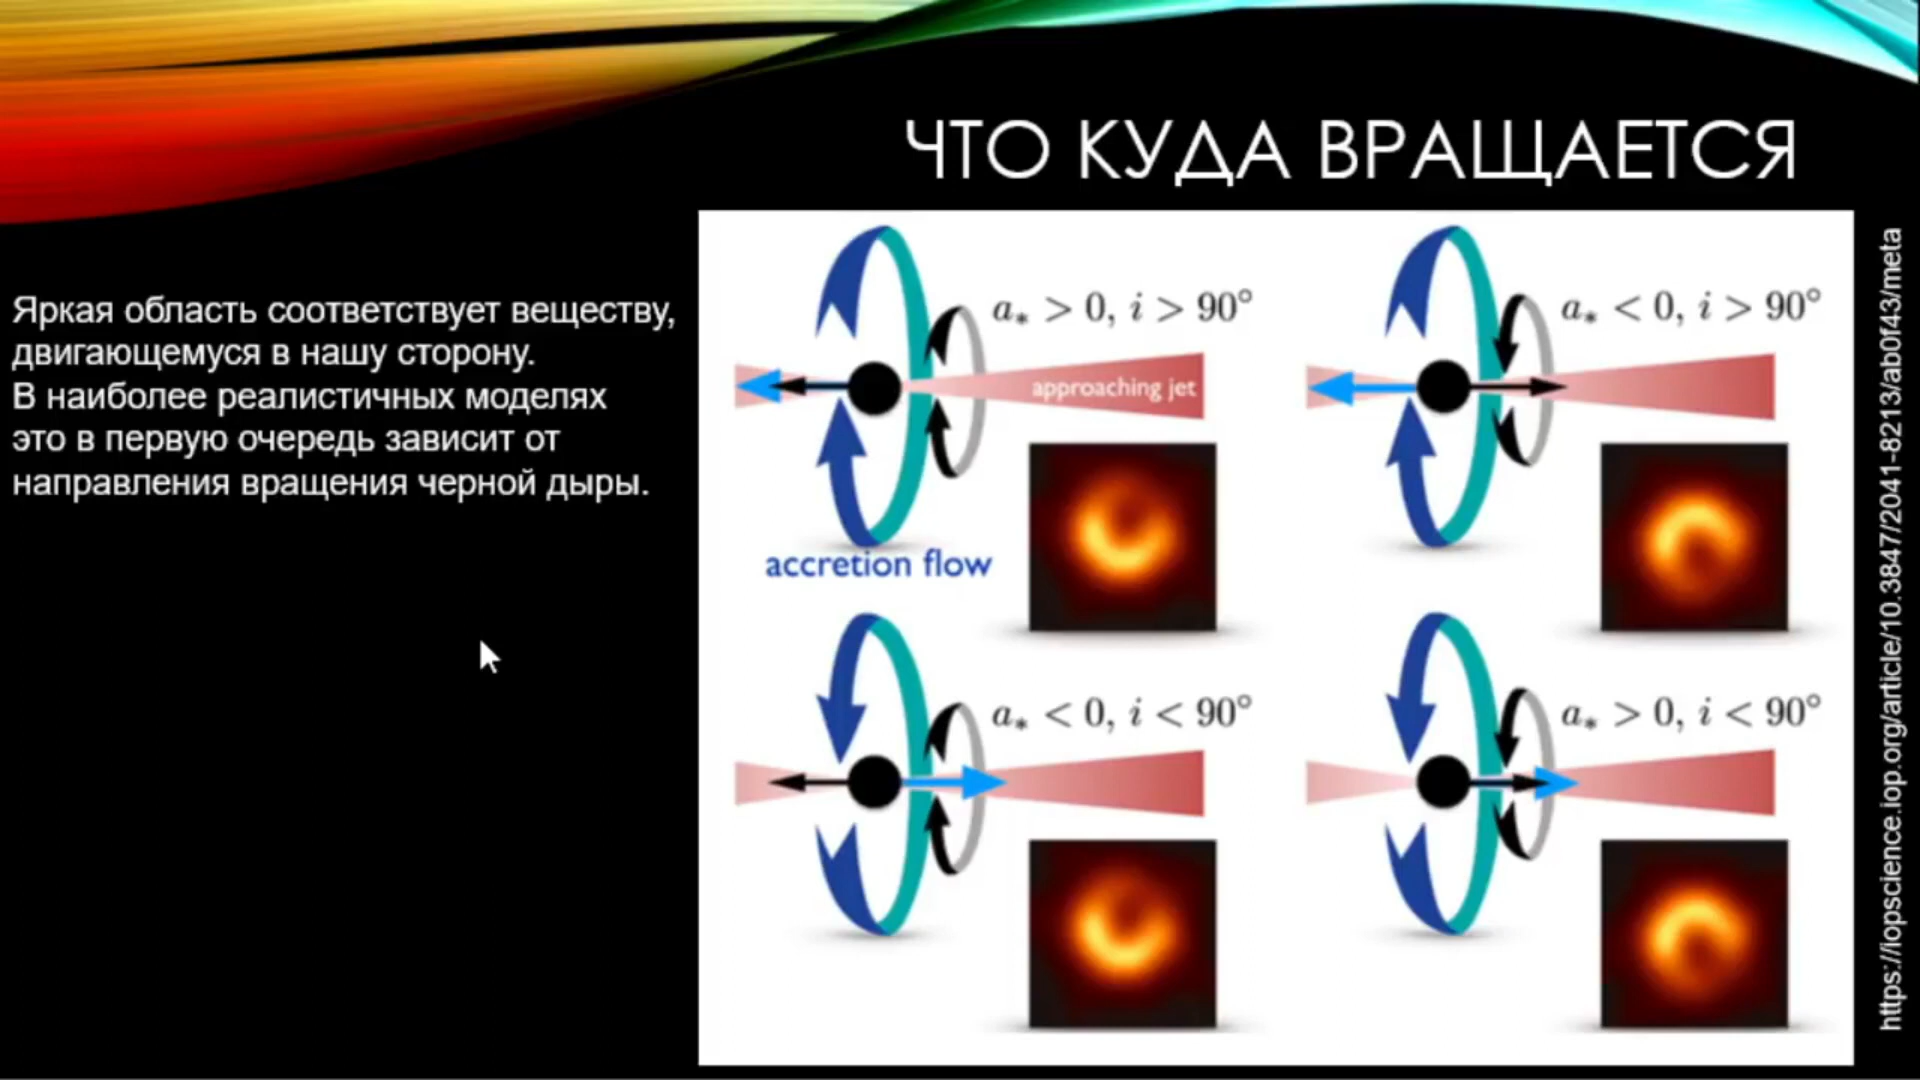 ЧТО КУДА ВРАЩАЕТСЯ
Яркая область соответствует веществу,
двигающемуся в нашу сторону.
В наиболее реалистичных моделях
это в первую очередь зависит от
направления вращения черной дыры.
a* > 0, i > 90°
approaching jet
accretion flow
a* < 0, i > 90°
a* < 0, i < 90°
a* > 0, i < 90°
https://iopscience.iop.org/article/10.3847/2041-8213/ab0f43/meta